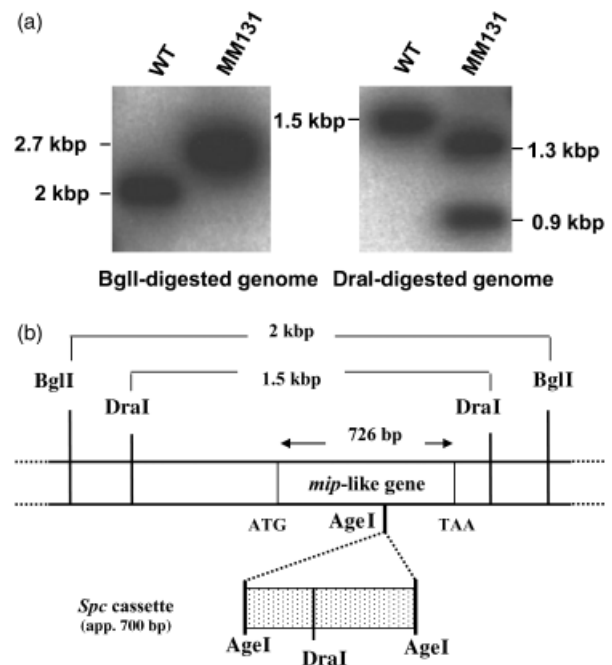 (a)
WT MM131
WT MM131
2.7 kbp
2 kbp
1.5 kbp
1.3 kbp
0.9 kbp
BglI-digested genome
DraI-digested genome
(b)
2 kbp
BglI
BglI
1.5 kbp
DraI
DraI
726 bp
mip-like gene
ATG
AgeI
TAA
Spc cassette
(app. 700 bp)
AgeI
DraI
AgeI